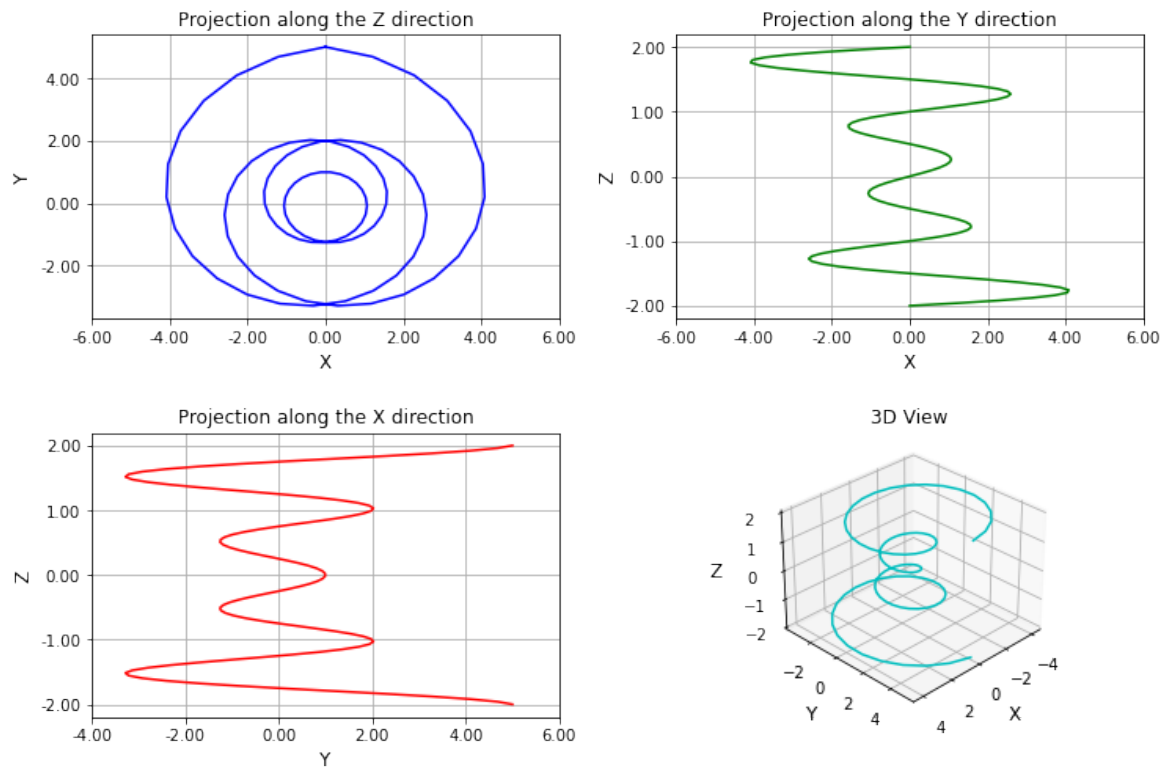 Projection along the Z direction
4.00
2.00
0.00
-2.00
Y
-6.00 -4.00 -2.00 0.00 2.00 4.00 6.00
X
Projection along the Y direction
2.00
1.00
0.00
-1.00
-2.00
Z
-6.00 -4.00 -2.00 0.00 2.00 4.00 6.00
X
Projection along the X direction
2.00
1.00
0.00
-1.00
-2.00
Z
-4.00 -2.00 0.00 2.00 4.00 6.00
Y
3D View
2
1
0
−1
−2
Z
−2
0
2
4
Y
−4
−2
0
2
4
X